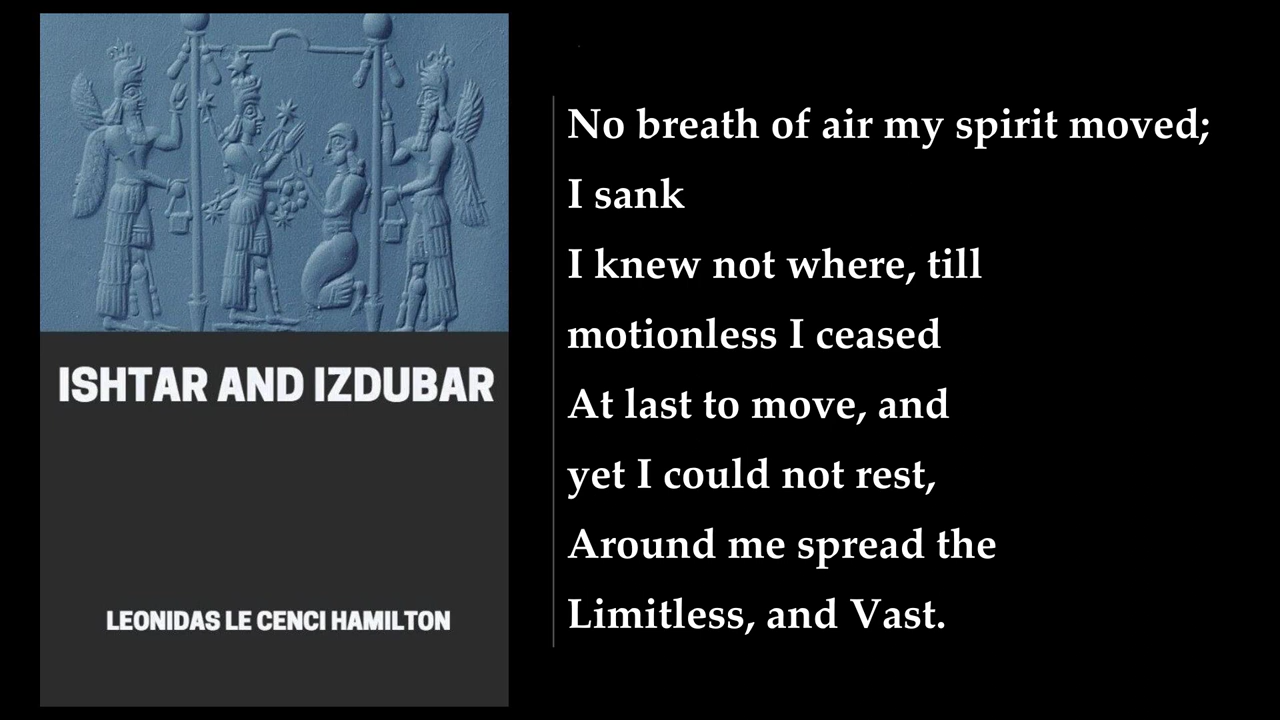 ISHTAR AND IZDUBAR
LEONIDAS LE CENCI HAMILTON
No breath of air my spirit moved;
I sank
I knew not where, till
motionless I ceased
At last to move, and
yet I could not rest,
Around me spread the
Limitless, and Vast.